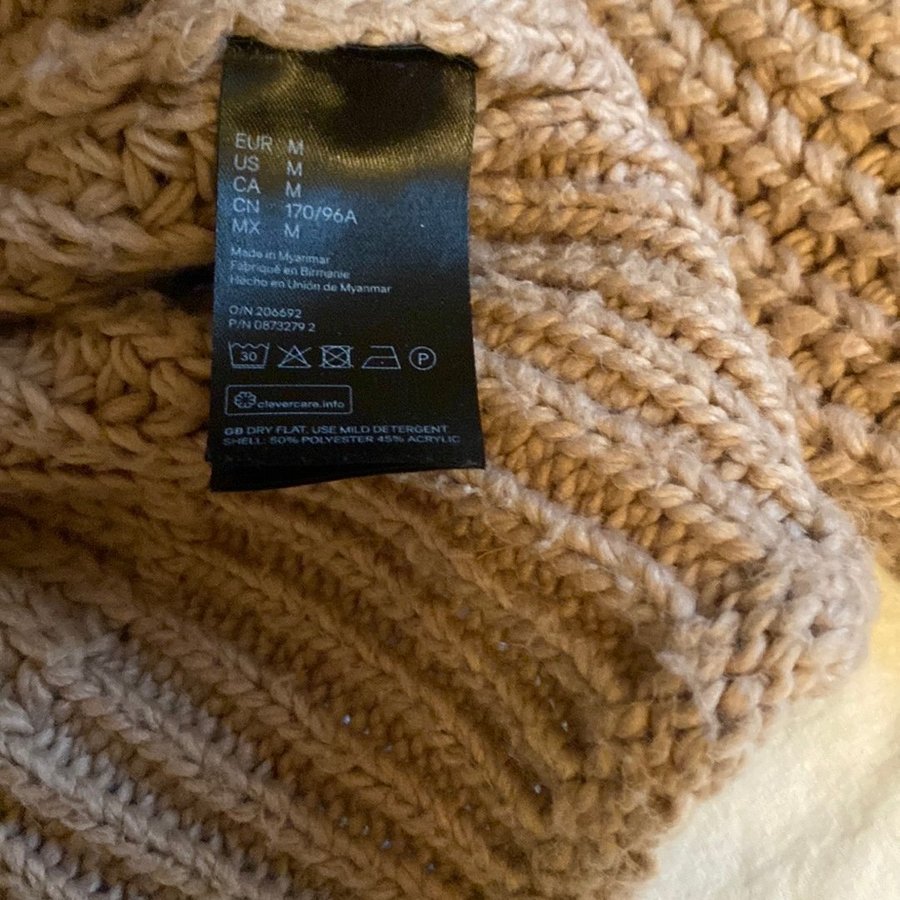 EUR M
US M
CA M
CN 170/96A
MX M
Made in Myanmar
Fabriqué en Birmanie
Hecho en Unión de Myanmar
O/N 206692
P/N 0873279 2
30 P
clevercare.info
GB DRY FLAT. USE MILD DETERGENT
SHELL: 50% POLYESTER 45% ACRYLIC